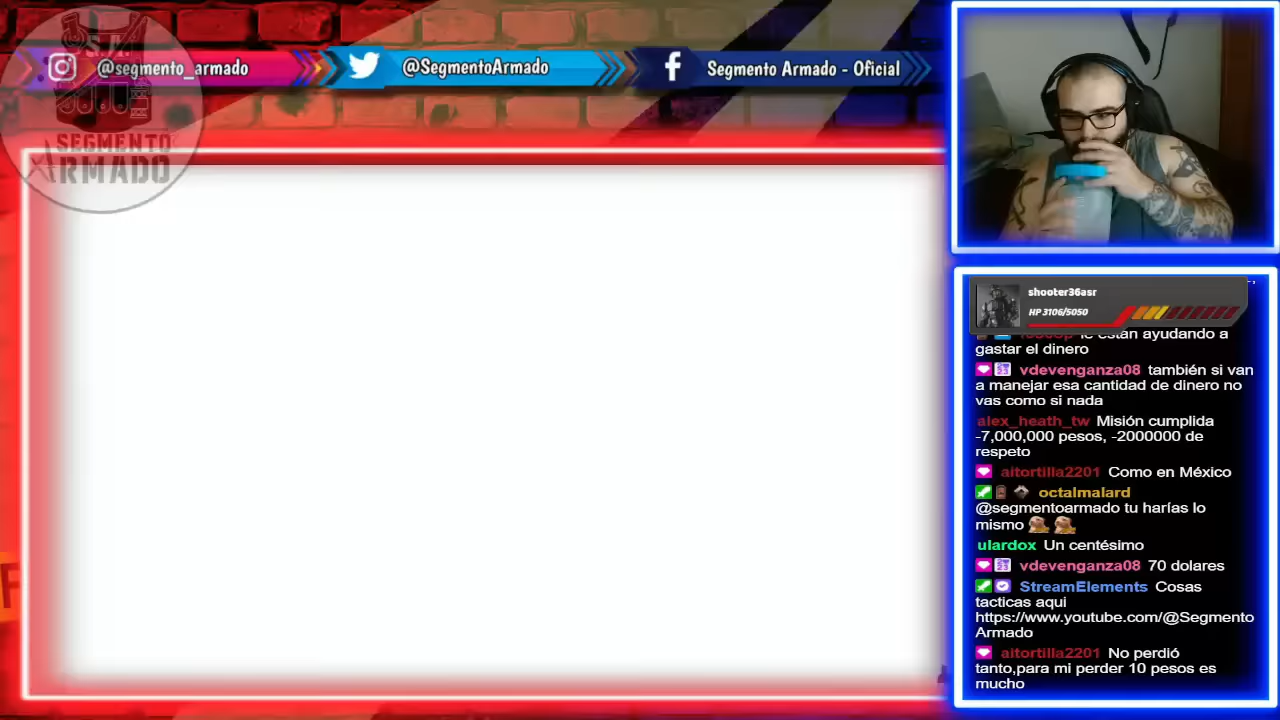 @segmento_armado
@SegmentoArmado
Segmento Armado - Oficial
S.A.
SEGMENTO
ARMADO
shooter36asr
HP 3106/5050
le están ayudando a
gastar el dinero
vdevenganza08 también si van
a manejar esa cantidad de dinero no
vas como si nada
alex_heath_tw Misión cumplida
-7,000,000 pesos, -2000000 de
respeto
aitortilla2201 Como en México
octalmalard
@segmentoarmado tu harías lo
mismo
ulardox Un centésimo
vdevenganza08 70 dolares
StreamElements Cosas
tacticas aqui
https://www.youtube.com/@Segmento
Armado
aitortilla2201 No perdió
tanto,para mi perder 10 pesos es
mucho